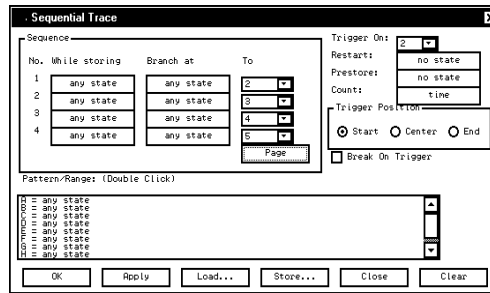 Sequential Trace
Sequence
No. While storing Branch at To
1 any state any state 2
2 any state any state 3
3 any state any state 4
4 any state any state 5
Page
Trigger On: 2
Restart: no state
Prestore: no state
Count: time
Trigger Position
Start Center End
Break On Trigger
Pattern/Range: (Double Click)
A = any state
B = any state
C = any state
D = any state
E = any state
F = any state
G = any state
H = any state
OK Apply Load... Store... Close Clear